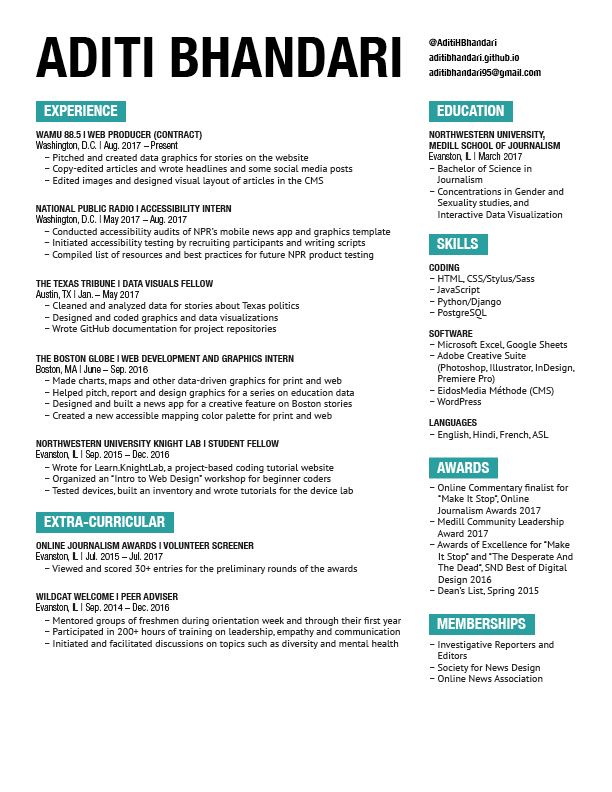 ADITI BHANDARI
@AditiHBhandari
aditibhandari.github.io
aditibhandari95@gmail.com
EXPERIENCE
WAMU 88.5 | WEB PRODUCER (CONTRACT)
Washington, D.C. | Aug. 2017 – Present
– Pitched and created data graphics for stories on the website
– Copy-edited articles and wrote headlines and some social media posts
– Edited images and designed visual layout of articles in the CMS
NATIONAL PUBLIC RADIO | ACCESSIBILITY INTERN
Washington, D.C. | May 2017 – Aug. 2017
– Conducted accessibility audits of NPR's mobile news app and graphics template
– Initiated accessibility testing by recruiting participants and writing scripts
– Compiled list of resources and best practices for future NPR product testing
THE TEXAS TRIBUNE | DATA VISUALS FELLOW
Austin, TX | Jan. – May 2017
– Cleaned and analyzed data for stories about Texas politics
– Designed and coded graphics and data visualizations
– Wrote GitHub documentation for project repositories
THE BOSTON GLOBE | WEB DEVELOPMENT AND GRAPHICS INTERN
Boston, MA | June – Sep. 2016
– Made charts, maps and other data-driven graphics for print and web
– Helped pitch, report and design graphics for a series on education data
– Designed and built a news app for a creative feature on Boston stories
– Created a new accessible mapping color palette for print and web
NORTHWESTERN UNIVERSITY KNIGHT LAB | STUDENT FELLOW
Evanston, IL | Sep. 2015 – Dec. 2016
– Wrote for Learn.KnightLab, a project-based coding tutorial website
– Organized an "Intro to Web Design" workshop for beginner coders
– Tested devices, built an inventory and wrote tutorials for the device lab
EXTRA-CURRICULAR
ONLINE JOURNALISM AWARDS | VOLUNTEER SCREENER
Evanston, IL | Jul. 2015 – Jul. 2017
– Viewed and scored 30+ entries for the preliminary rounds of the awards
WILDCAT WELCOME | PEER ADVISER
Evanston, IL | Sep. 2014 – Dec. 2016
– Mentored groups of freshmen during orientation week and through their first year
– Participated in 200+ hours of training on leadership, empathy and communication
– Initiated and facilitated discussions on topics such as diversity and mental health
EDUCATION
NORTHWESTERN UNIVERSITY,
MEDILL SCHOOL OF JOURNALISM
Evanston, IL | March 2017
– Bachelor of Science in
Journalism
– Concentrations in Gender and
Sexuality studies, and
Interactive Data Visualization
SKILLS
CODING
– HTML, CSS/Stylus/Sass
– JavaScript
– Python/Django
– PostgreSQL
SOFTWARE
– Microsoft Excel, Google Sheets
– Adobe Creative Suite
(Photoshop, Illustrator, InDesign,
Premiere Pro)
– EidosMedia Méthode (CMS)
– WordPress
LANGUAGES
– English, Hindi, French, ASL
AWARDS
– Online Commentary finalist for
"Make It Stop", Online
Journalism Awards 2017
– Medill Community Leadership
Award 2017
– Awards of Excellence for "Make
It Stop" and "The Desperate And
The Dead", SND Best of Digital
Design 2016
– Dean's List, Spring 2015
MEMBERSHIPS
– Investigative Reporters and
Editors
– Society for News Design
– Online News Association